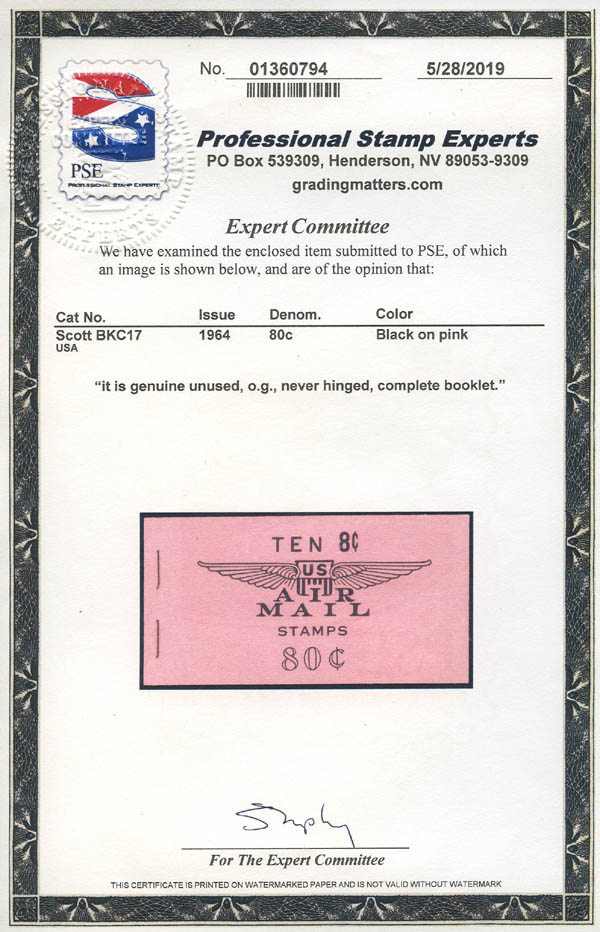 No. 01360794 5/28/2019
PSE
PROFESSIONAL STAMP EXPERTS
Professional Stamp Experts
PO Box 539309, Henderson, NV 89053-9309
gradingmatters.com
EXPERTS
Expert Committee
We have examined the enclosed item submitted to PSE, of which
an image is shown below, and are of the opinion that:
Cat No. Issue Denom. Color
Scott BKC17 1964 80c Black on pink
USA
“it is genuine unused, o.g., never hinged, complete booklet.”
TEN 8¢
US
AIR
MAIL
STAMPS
80¢
For The Expert Committee
THIS CERTIFICATE IS PRINTED ON WATERMARKED PAPER AND IS NOT VALID WITHOUT WATERMARK